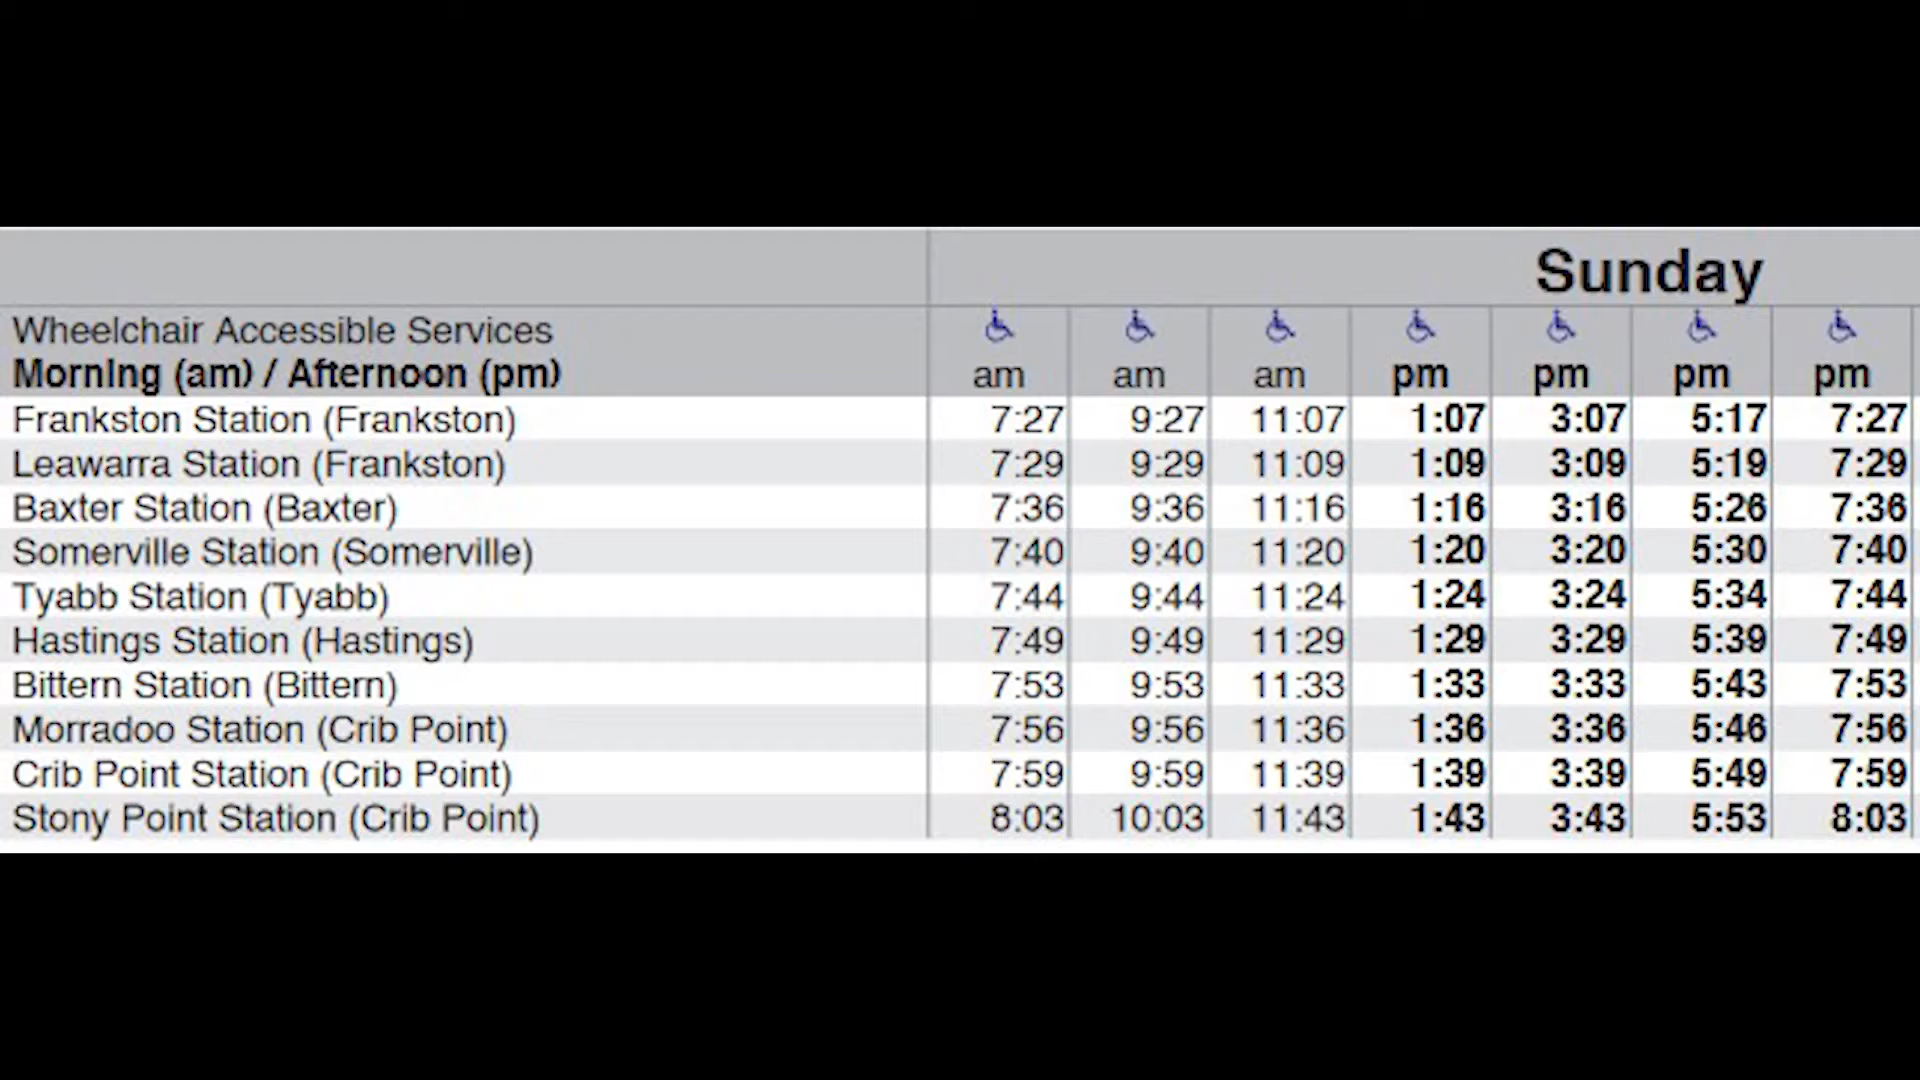 Sunday
Wheelchair Accessible Services
Morning (am) / Afternoon (pm) am am am pm pm pm pm
Frankston Station (Frankston) 7:27 9:27 11:07 1:07 3:07 5:17 7:27
Leawarra Station (Frankston) 7:29 9:29 11:09 1:09 3:09 5:19 7:29
Baxter Station (Baxter) 7:36 9:36 11:16 1:16 3:16 5:26 7:36
Somerville Station (Somerville) 7:40 9:40 11:20 1:20 3:20 5:30 7:40
Tyabb Station (Tyabb) 7:44 9:44 11:24 1:24 3:24 5:34 7:44
Hastings Station (Hastings) 7:49 9:49 11:29 1:29 3:29 5:39 7:49
Bittern Station (Bittern) 7:53 9:53 11:33 1:33 3:33 5:43 7:53
Morradoo Station (Crib Point) 7:56 9:56 11:36 1:36 3:36 5:46 7:56
Crib Point Station (Crib Point) 7:59 9:59 11:39 1:39 3:39 5:49 7:59
Stony Point Station (Crib Point) 8:03 10:03 11:43 1:43 3:43 5:53 8:03